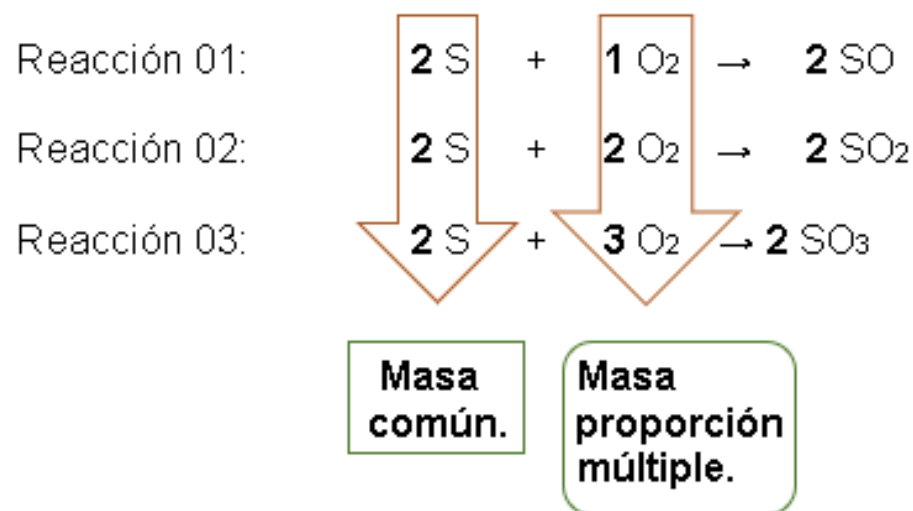 Reacción 01: 2 S + 1 O₂ → 2 SO
Reacción 02: 2 S + 2 O₂ → 2 SO₂
Reacción 03: 2 S + 3 O₂ → 2 SO₃
Masa
común.
Masa
proporción
múltiple.